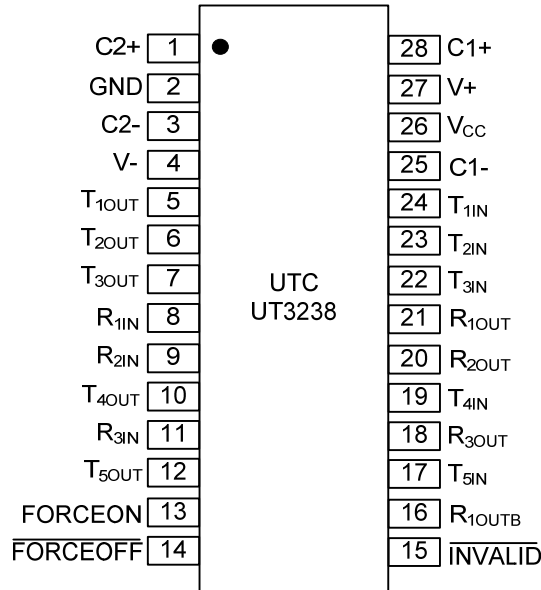 C2+ 1 28 C1+
GND 2 27 V+
C2- 3 26 VCC
V- 4 25 C1-
T1OUT 5 24 T1IN
T2OUT 6 23 T2IN
T3OUT 7 22 T3IN
UTC
UT3238
R1IN 8 21 R1OUT
R2IN 9 20 R2OUT
T4OUT 10 19 T4IN
R3IN 11 18 R3OUT
T5OUT 12 17 T5IN
FORCEON 13 16 R1OUTB
FORCEOFF 14 15 INVALID